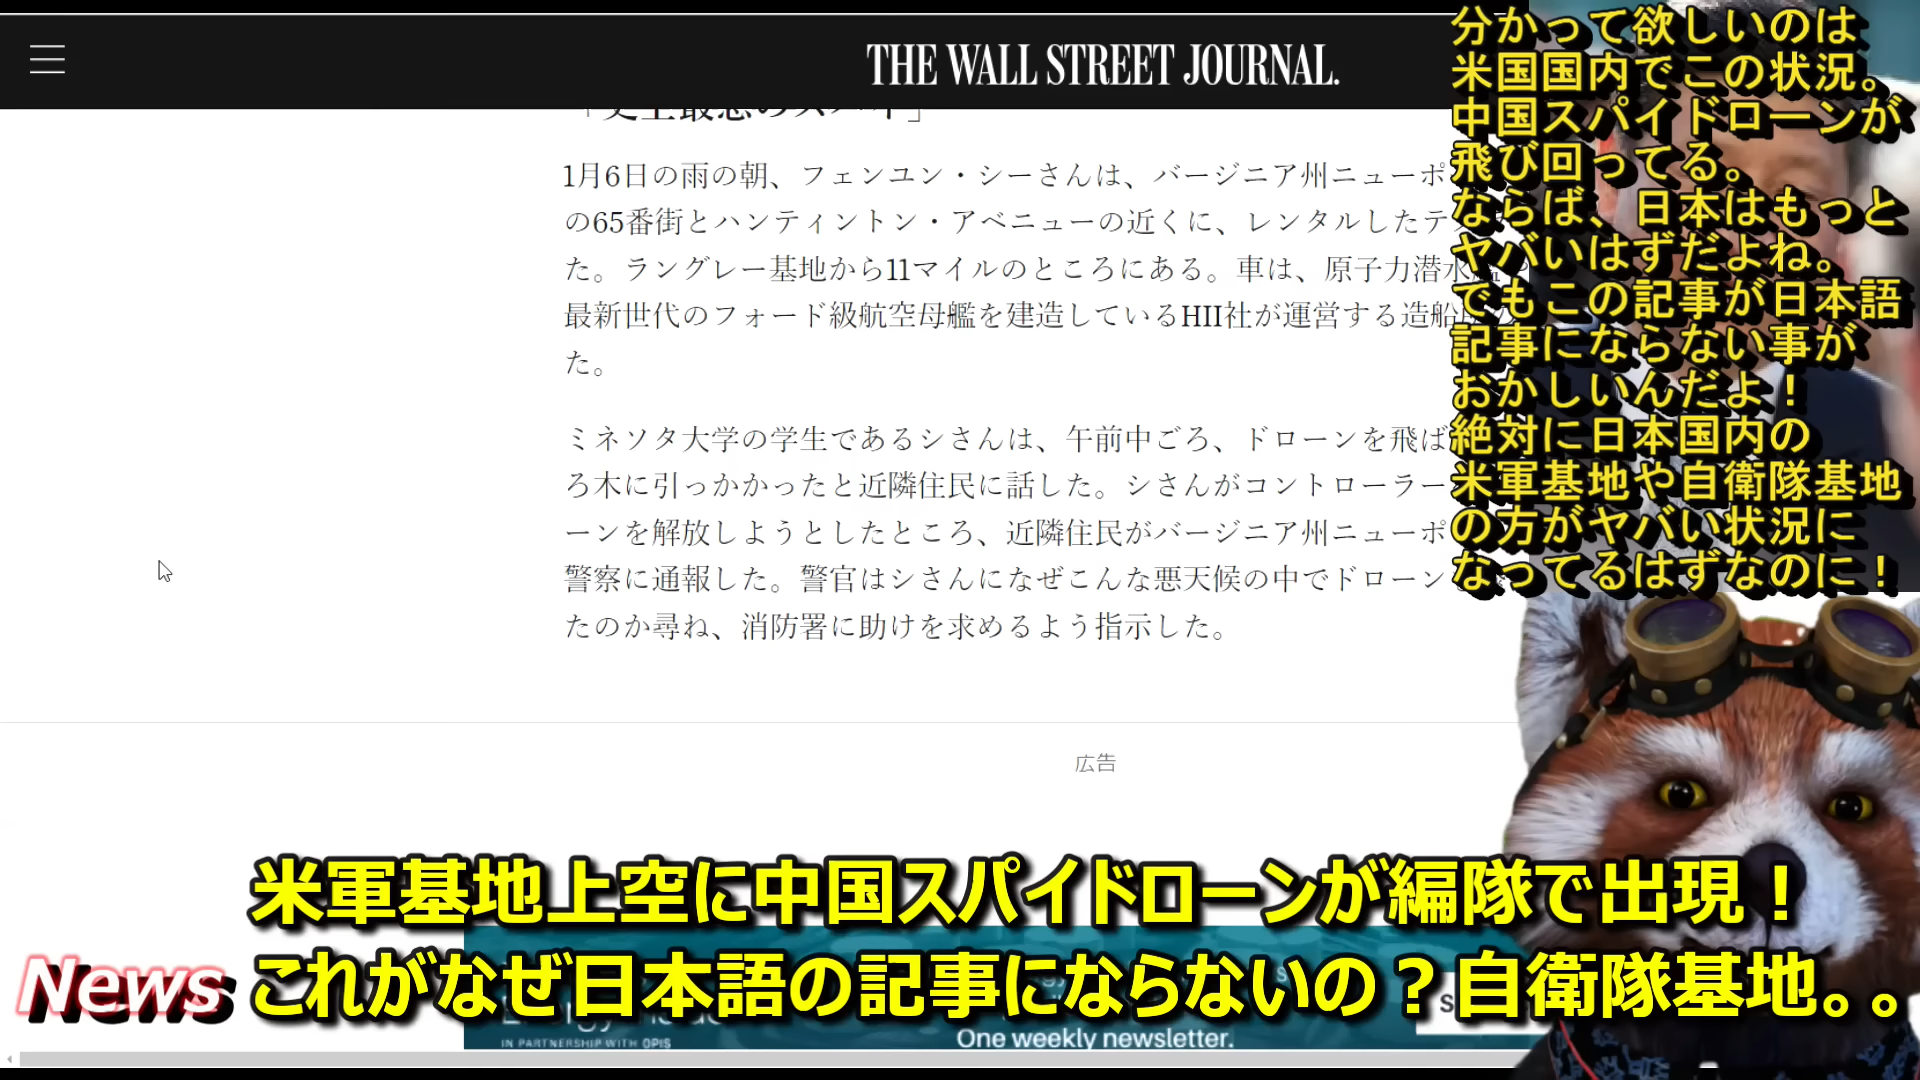 THE WALL STREET JOURNAL.
1月6日の雨の朝、フェンユン・シーさんは、バージニア州ニューポ
の65番街とハンティントン・アベニューの近くに、レンタルしたテ
た。ラングレー基地から11マイルのところにある。車は、原子力潜水
最新世代のフォード級航空母艦を建造しているHII社が運営する造船
た。
ミネソタ大学の学生であるシさんは、午前中ごろ、ドローンを飛ば
ろ木に引っかかったと近隣住民に話した。シさんがコントローラー
ーンを解放しようとしたところ、近隣住民がバージニア州ニューポ
警察に通報した。警官はシさんになぜこんな悪天候の中でドローン
たのか尋ね、消防署に助けを求めるよう指示した。
広告
分かって欲しいのは
米国国内でこの状況。
中国スパイドローンが
飛び回ってる。
ならば、日本はもっと
ヤバいはずだよね。
でもこの記事が日本語
記事にならない事が
おかしいんだよ！
絶対に日本国内の
米軍基地や自衛隊基地
の方がヤバい状況に
なってるはずなのに！
米軍基地上空に中国スパイドローンが編隊で出現！
News
これがなぜ日本語の記事にならないの？自衛隊基地。。
IN PARTNERSHIP WITH OPIS
One weekly newsletter.